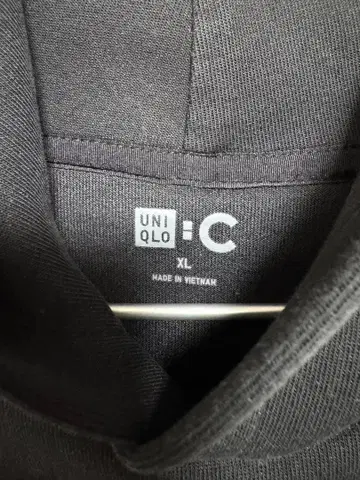 UNI
QLO : C
XL
MADE IN VIETNAM